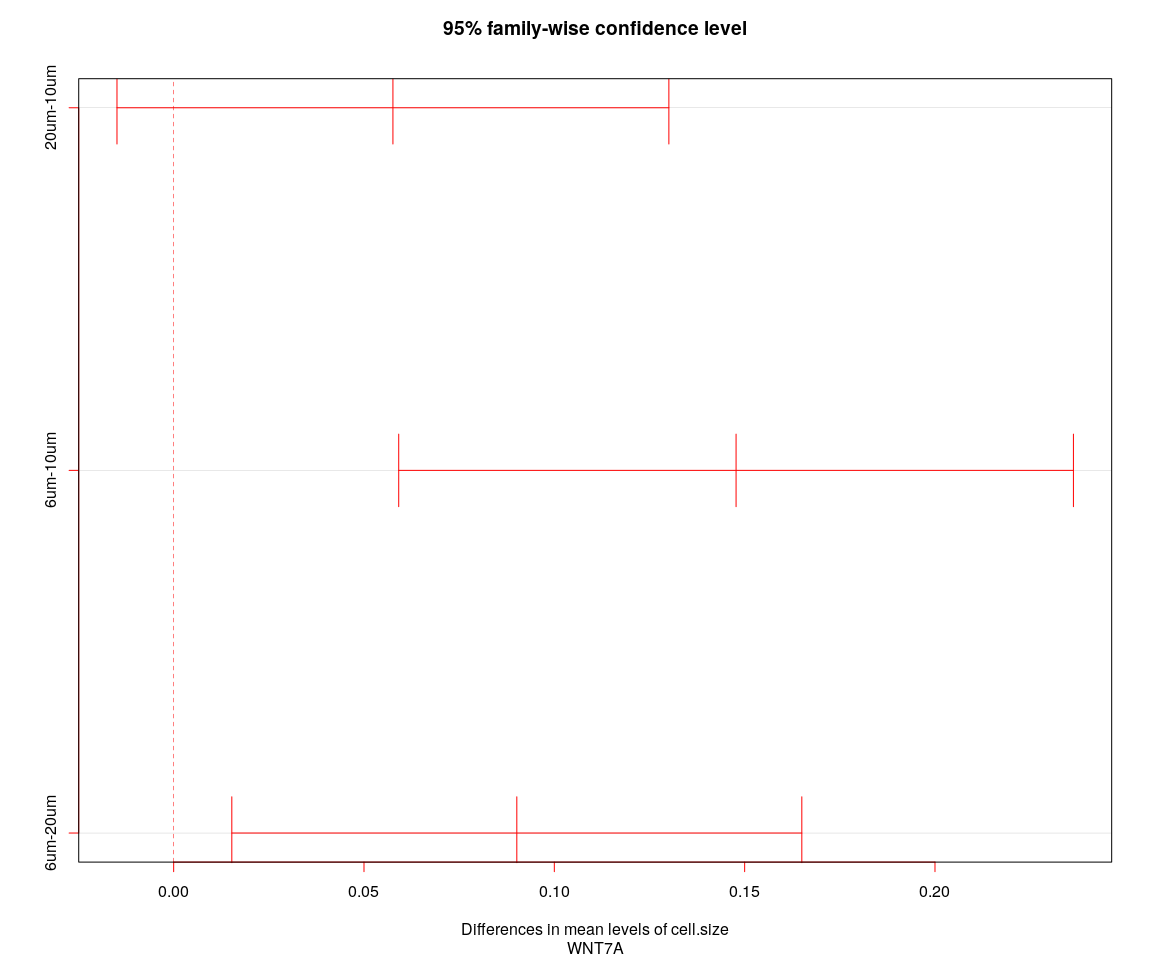 95% family-wise confidence level
20um-10um
6um-10um
6um-20um
0.00 0.05 0.10 0.15 0.20
Differences in mean levels of cell.size
WNT7A